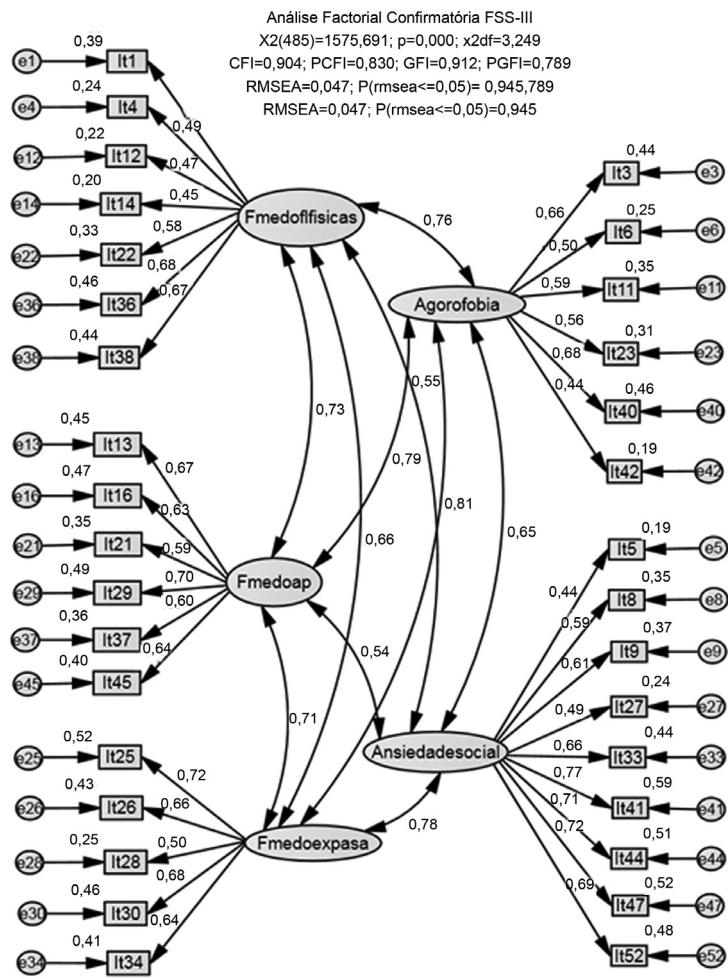 Análise Factorial Confirmatória FSS-III
X2(485)=1575,691; p=0,000; x2df=3,249
CFI=0,904; PCFI=0,830; GFI=0,912; PGFI=0,789
RMSEA=0,047; P(rmsea<=0,05)= 0,945,789
RMSEA=0,047; P(rmsea<=0,05)=0,945
0,39
e1 It1
0,24
e4 It4
0,49
0,22
e12 It12
0,47
0,20
e14 It14
0,45
0,33
e22 It22
0,58
0,46
e36 It36
0,68
0,44
e38 It38
0,67
Fmedoflfisicas
0,76
Agorofobia
0,44
It3 e3
0,66
0,25
It6 e6
0,50
0,35
It11 e11
0,59
0,31
It23 e23
0,56
0,46
It40 e40
0,68
0,19
It42 e42
0,44
0,55
0,73
0,79
0,81
0,66
0,65
0,45
e13 It13
0,67
0,47
e16 It16
0,63
0,35
e21 It21
0,59
0,49
e29 It29
0,70
0,36
e37 It37
0,60
0,40
e45 It45
0,64
Fmedoap
0,54
0,71
0,19
It5 e5
0,44
0,35
It8 e8
0,59
0,37
It9 e9
0,61
0,24
It27 e27
0,49
0,44
It33 e33
0,66
0,59
It41 e41
0,77
0,51
It44 e44
0,71
0,52
It47 e47
0,72
0,48
It52 e52
0,69
Ansiedadesocial
0,78
0,52
e25 It25
0,72
0,43
e26 It26
0,66
0,25
e28 It28
0,50
0,46
e30 It30
0,68
0,41
e34 It34
0,64
Fmedoexpasa